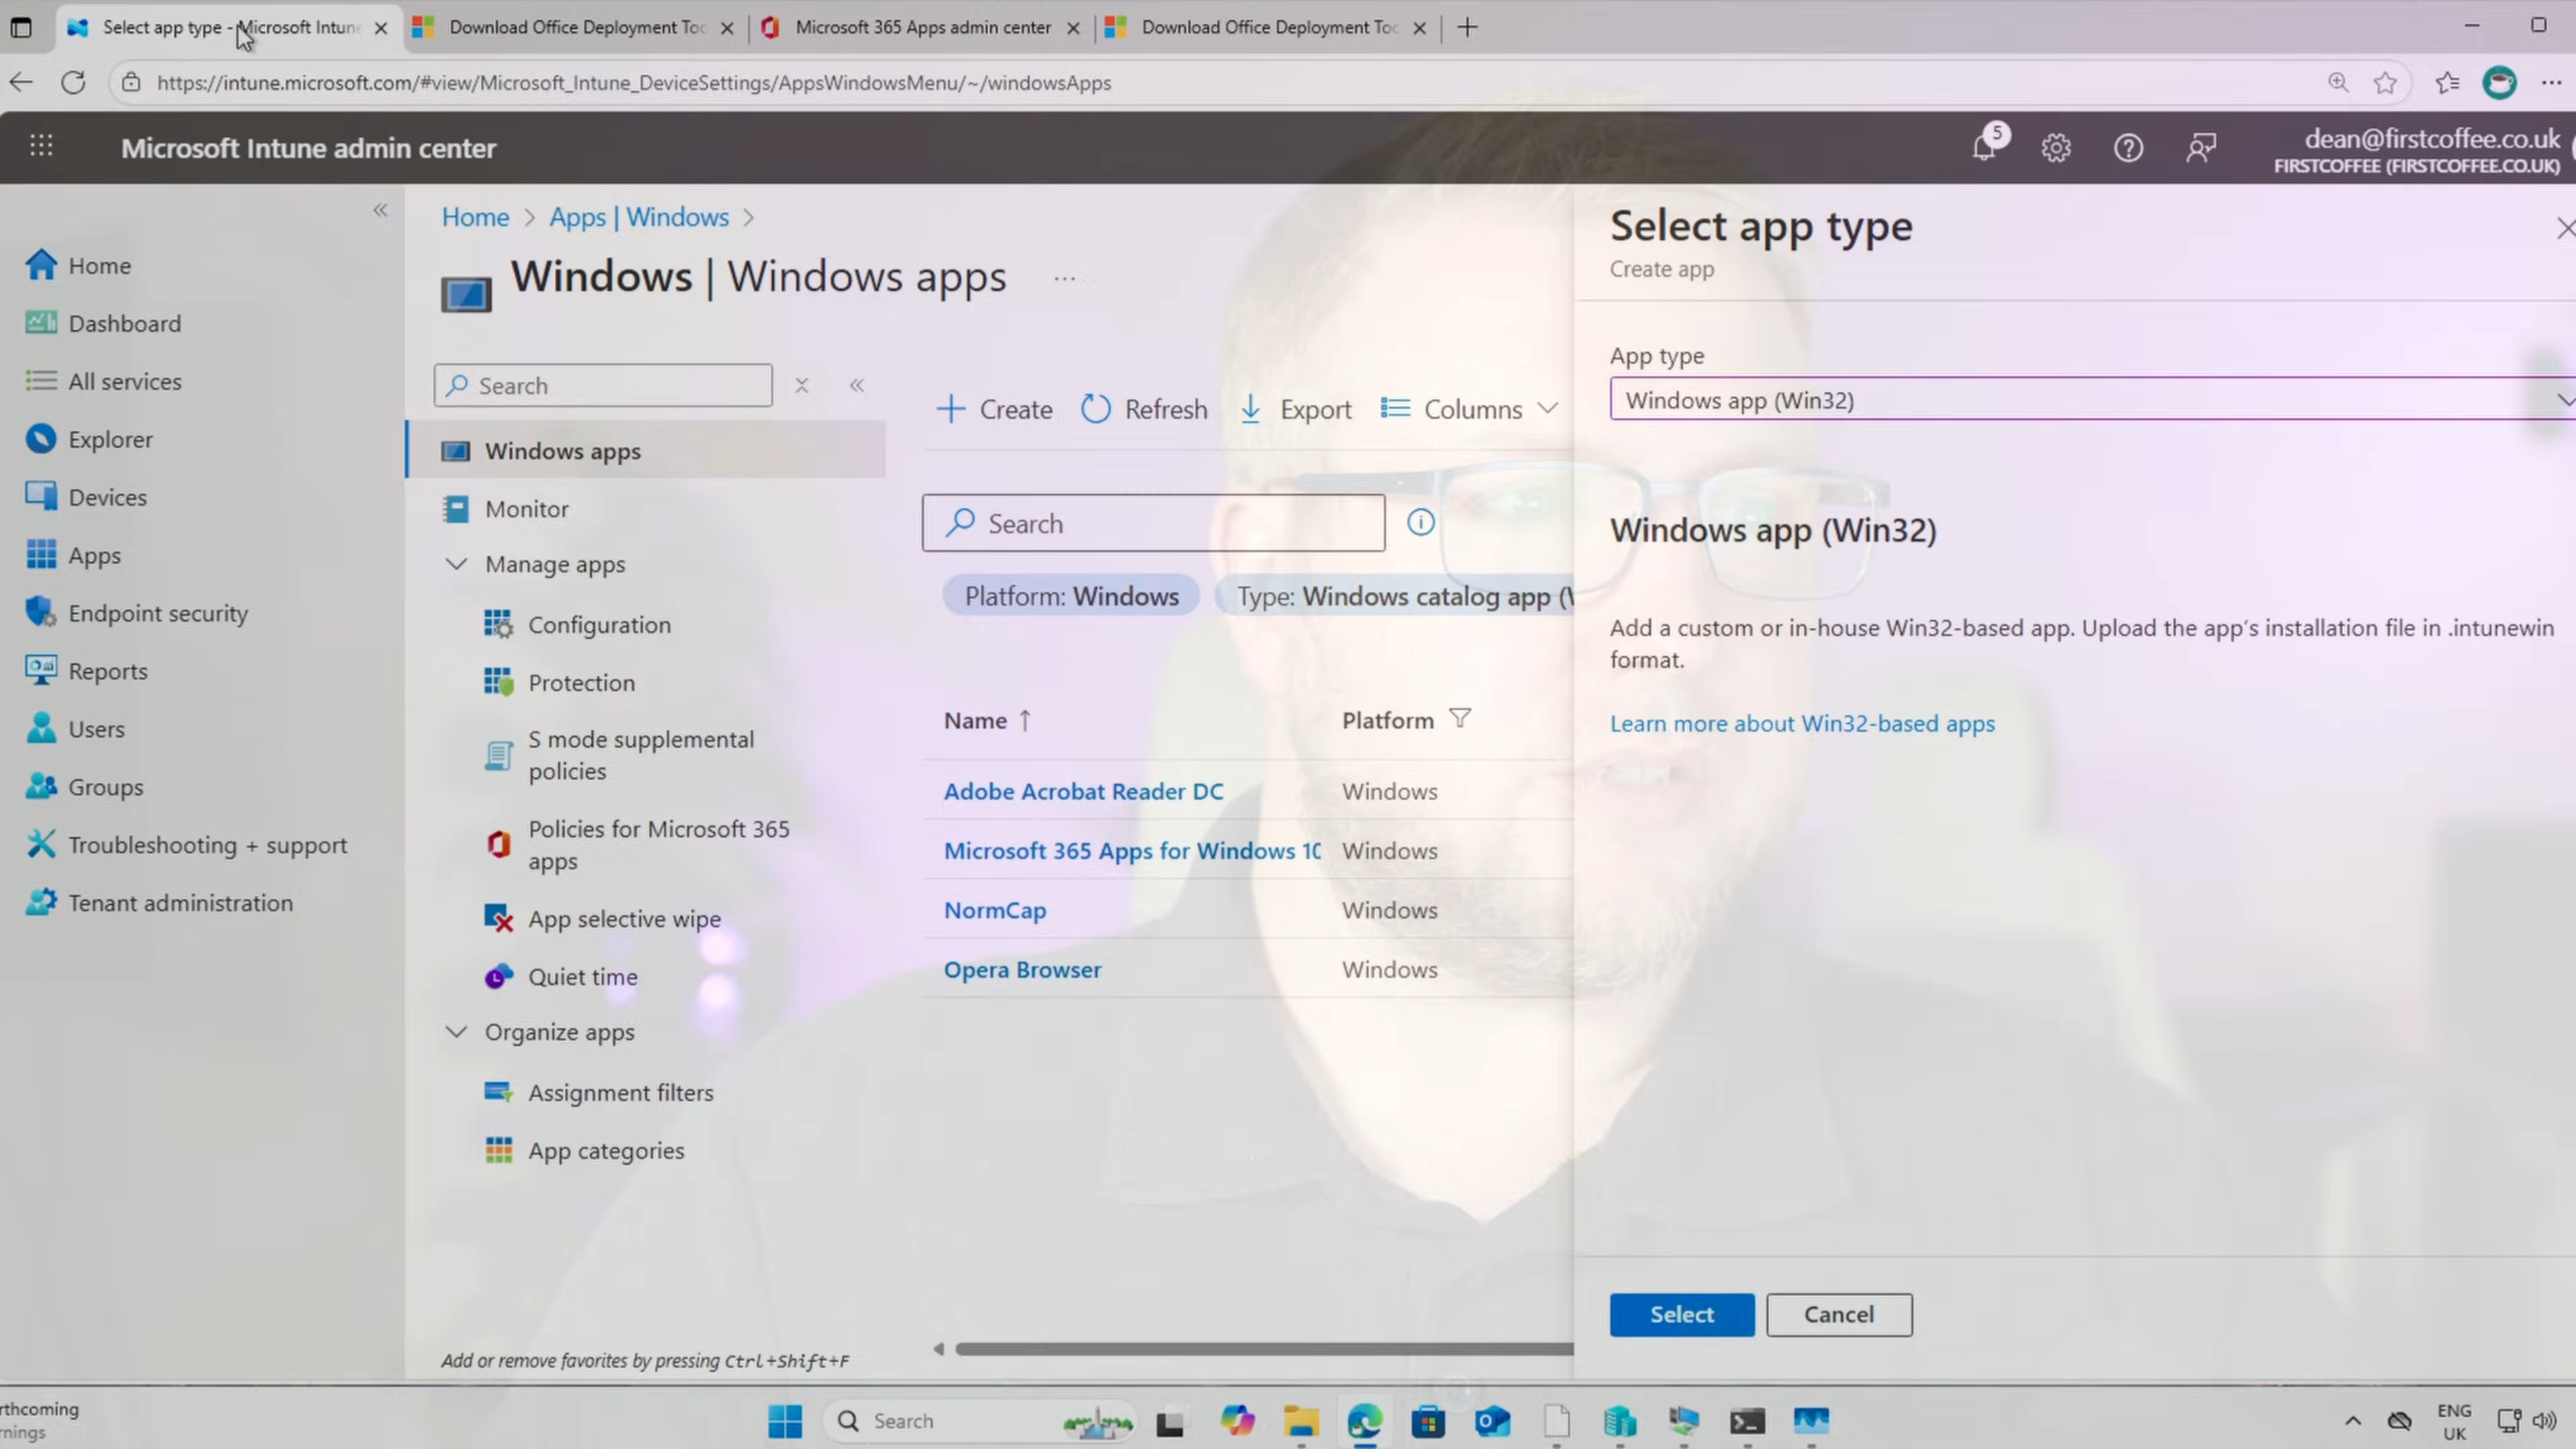 Select app type - Microsoft Intune
Download Office Deployment Too
Microsoft 365 Apps admin center
Download Office Deployment Too
https://intune.microsoft.com/#view/Microsoft_Intune_DeviceSettings/AppsWindowsMenu/~/windowsApps
Microsoft Intune admin center
5
dean@firstcoffee.co.uk
FIRSTCOFFEE (FIRSTCOFFEE.CO.UK)
Home
Dashboard
All services
Explorer
Devices
Apps
Endpoint security
Reports
Users
Groups
Troubleshooting + support
Tenant administration
Home > Apps | Windows >
Windows | Windows apps
...
Search
Windows apps
Monitor
Manage apps
Configuration
Protection
S mode supplemental
policies
Policies for Microsoft 365
apps
App selective wipe
Quiet time
Organize apps
Assignment filters
App categories
Add or remove favorites by pressing Ctrl+Shift+F
Create Refresh Export Columns
Search
Platform: Windows
Type: Windows catalog app (
Name Platform
Adobe Acrobat Reader DC Windows
Microsoft 365 Apps for Windows 10 Windows
NormCap Windows
Opera Browser Windows
Select app type
Create app
App type
Windows app (Win32)
Windows app (Win32)
Add a custom or in-house Win32-based app. Upload the app's installation file in .intunewin
format.
Learn more about Win32-based apps
Select Cancel
rthcoming
rnings
Search
ENG
UK